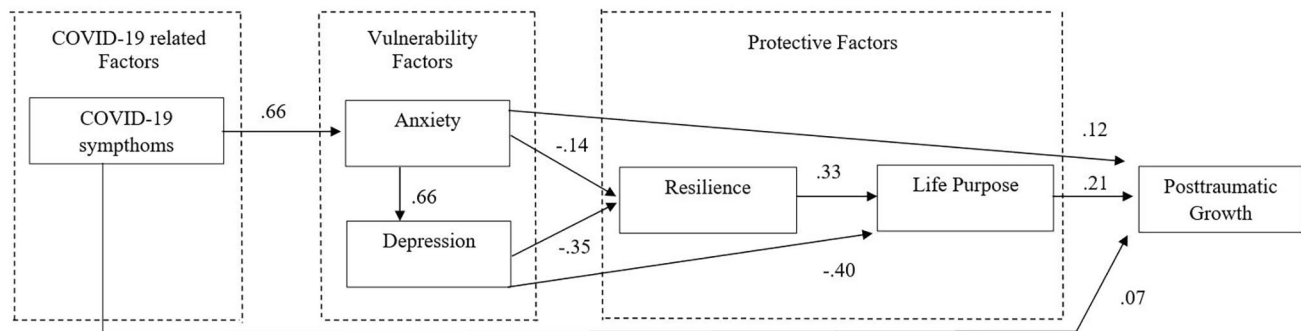 COVID-19 related
Factors
COVID-19
sympthoms
.66
Vulnerability
Factors
Anxiety
.66
Depression
-.14
-.35
Protective Factors
Resilience
.33
Life Purpose
-.40
.12
.21
.07
Posttraumatic
Growth